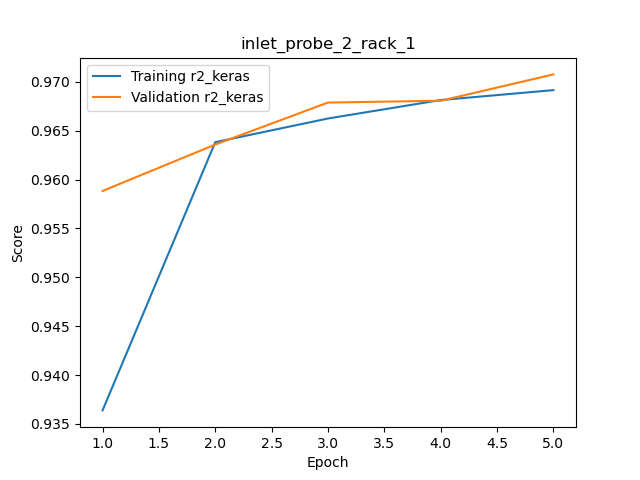 inlet_probe_2_rack_1
Training r2_keras
Validation r2_keras
0.970
0.965
0.960
0.955
0.950
0.945
0.940
0.935
Score
1.0 1.5 2.0 2.5 3.0 3.5 4.0 4.5 5.0
Epoch